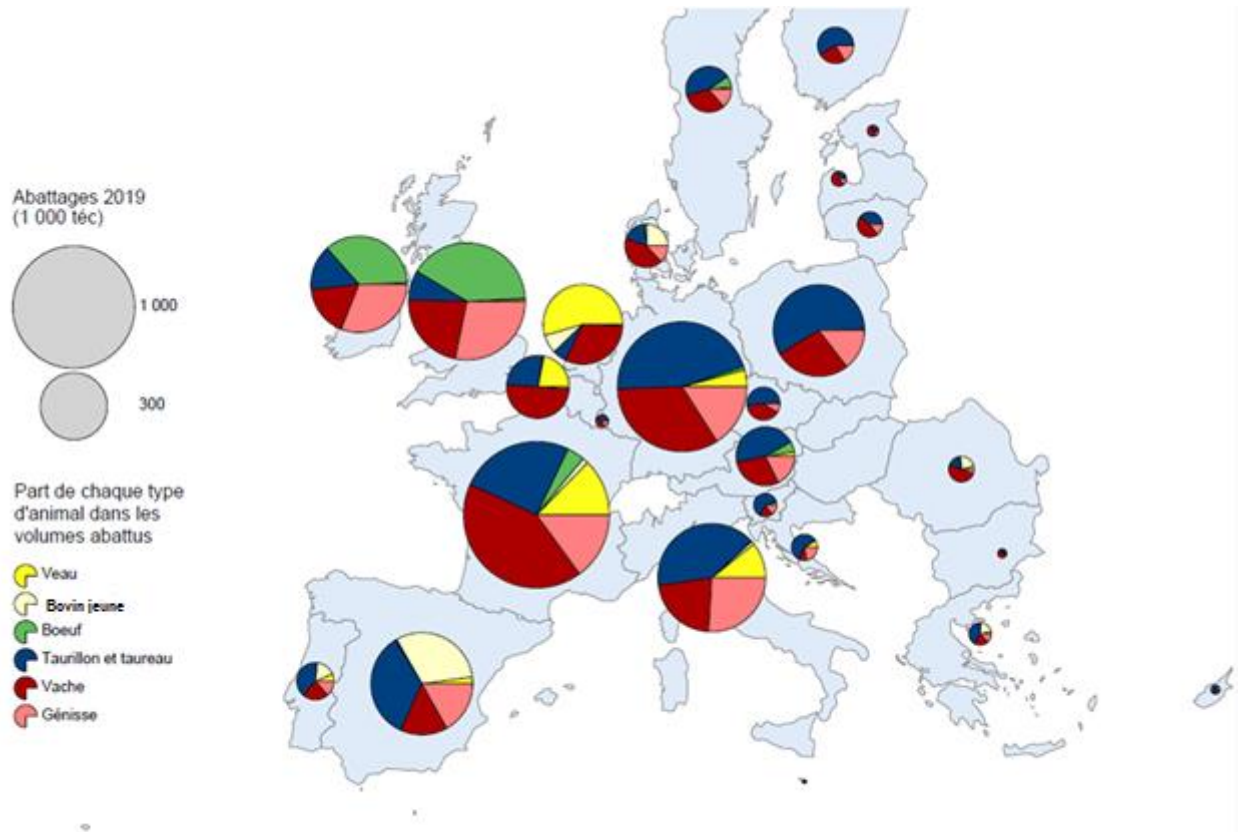 Abattages 2019
(1 000 téc)
1 000
300
Part de chaque type
d'animal dans les
volumes abattus
Veau
Bovin jeune
Boeuf
Taurillon et taureau
Vache
Génisse